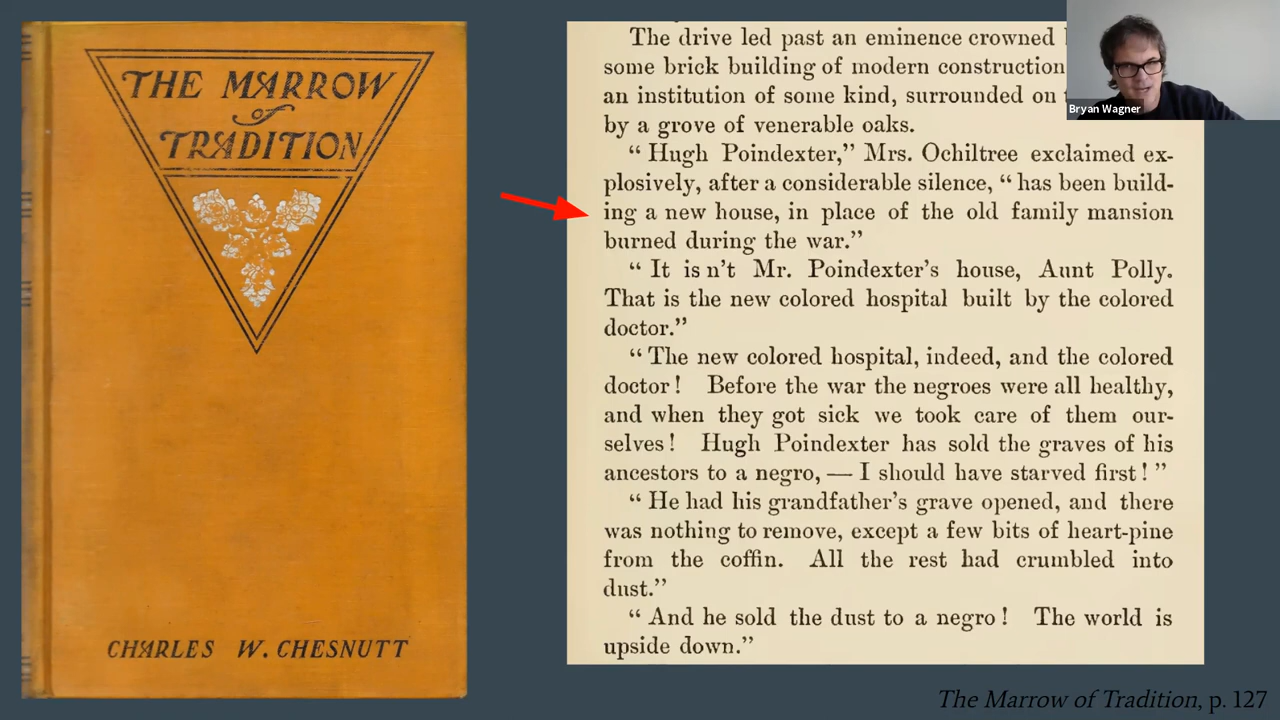 THE MARROW
of
TRADITION
CHARLES W. CHESNUTT
The drive led past an eminence crowned
some brick building of modern construction
an institution of some kind, surrounded on
by a grove of venerable oaks.
“ Hugh Poindexter,” Mrs. Ochiltree exclaimed ex-
plosively, after a considerable silence, “ has been build-
ing a new house, in place of the old family mansion
burned during the war.”
“ It is n’t Mr. Poindexter’s house, Aunt Polly.
That is the new colored hospital built by the colored
doctor.”
“ The new colored hospital, indeed, and the colored
doctor ! Before the war the negroes were all healthy,
and when they got sick we took care of them our-
selves ! Hugh Poindexter has sold the graves of his
ancestors to a negro, — I should have starved first ! ”
“ He had his grandfather’s grave opened, and there
was nothing to remove, except a few bits of heart-pine
from the coffin. All the rest had crumbled into
dust.”
“ And he sold the dust to a negro ! The world is
upside down.”
Bryan Wagner
The Marrow of Tradition, p. 127